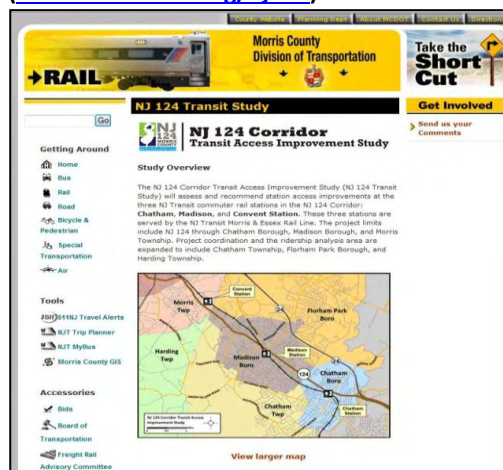 County Website Planning Dept About MCDOT Contact Us Direction
Morris County
Division of Transportation
RAIL
Take the
Short
Cut
NJ 124 Transit Study
Get Involved
Send us your
Comments
Go
NJ
124
MORRIS
COUNTY
NJ 124 Corridor
Transit Access Improvement Study
Getting Around
Home
Bus
Rail
Road
Bicycle &
Pedestrian
Special
Transportation
Air
Tools
511NJ Travel Alerts
NJT Trip Planner
NJT MyBus
Morris County GIS
Accessories
Bids
Board of
Transportation
Freight Rail
Advisory Committee
Study Overview
The NJ 124 Corridor Transit Access Improvement Study (NJ 124 Transit
Study) will assess and recommend station access improvements at the
three NJ Transit commuter rail stations in the NJ 124 Corridor:
Chatham, Madison, and Convent Station. These three stations are
served by the NJ Transit Morris & Essex Rail Line. The project limits
include NJ 124 through Chatham Borough, Madison Borough, and Morris
Township. Project coordination and the ridership analysis area are
expanded to include Chatham Township, Florham Park Borough, and
Harding Township.
Convent
Station
Morris
Twp
Florham Park
Boro
Harding
Twp
Madison
Boro
Madison
Station
124
Chatham
Boro
Chatham
Twp
Chatham
Station
NJ 124 Corridor Transit Access
Improvement Study
View larger map